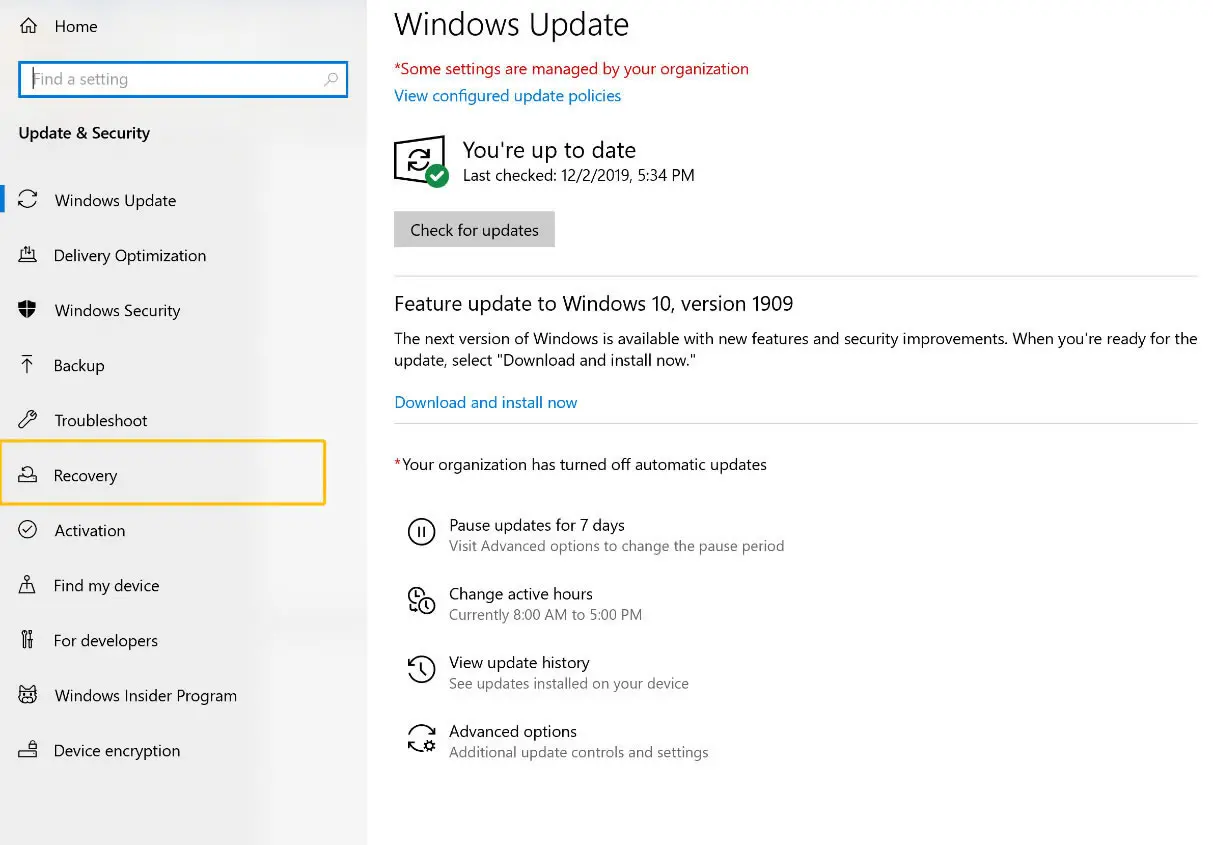 Home
Find a setting
Update & Security
Windows Update
Delivery Optimization
Windows Security
Backup
Troubleshoot
Recovery
Activation
Find my device
For developers
Windows Insider Program
Device encryption
Windows Update
*Some settings are managed by your organization
View configured update policies
You're up to date
Last checked: 12/2/2019, 5:34 PM
Check for updates
Feature update to Windows 10, version 1909
The next version of Windows is available with new features and security improvements. When you're ready for the
update, select "Download and install now."
Download and install now
*Your organization has turned off automatic updates
Pause updates for 7 days
Visit Advanced options to change the pause period
Change active hours
Currently 8:00 AM to 5:00 PM
View update history
See updates installed on your device
Advanced options
Additional update controls and settings